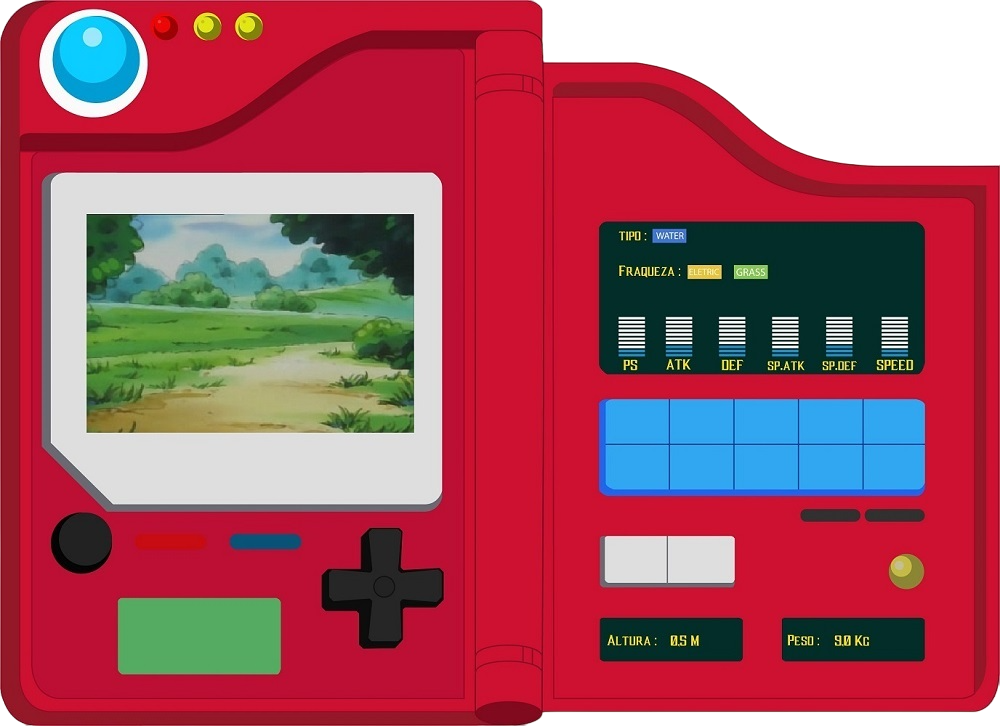 TIPO : WATER
FRAQUEZA : ELETRIC GRASS
PS ATK DEF SP.ATK SP.DEF SPEED
ALTURA : 0.5 M
PESO : 9.0 KG